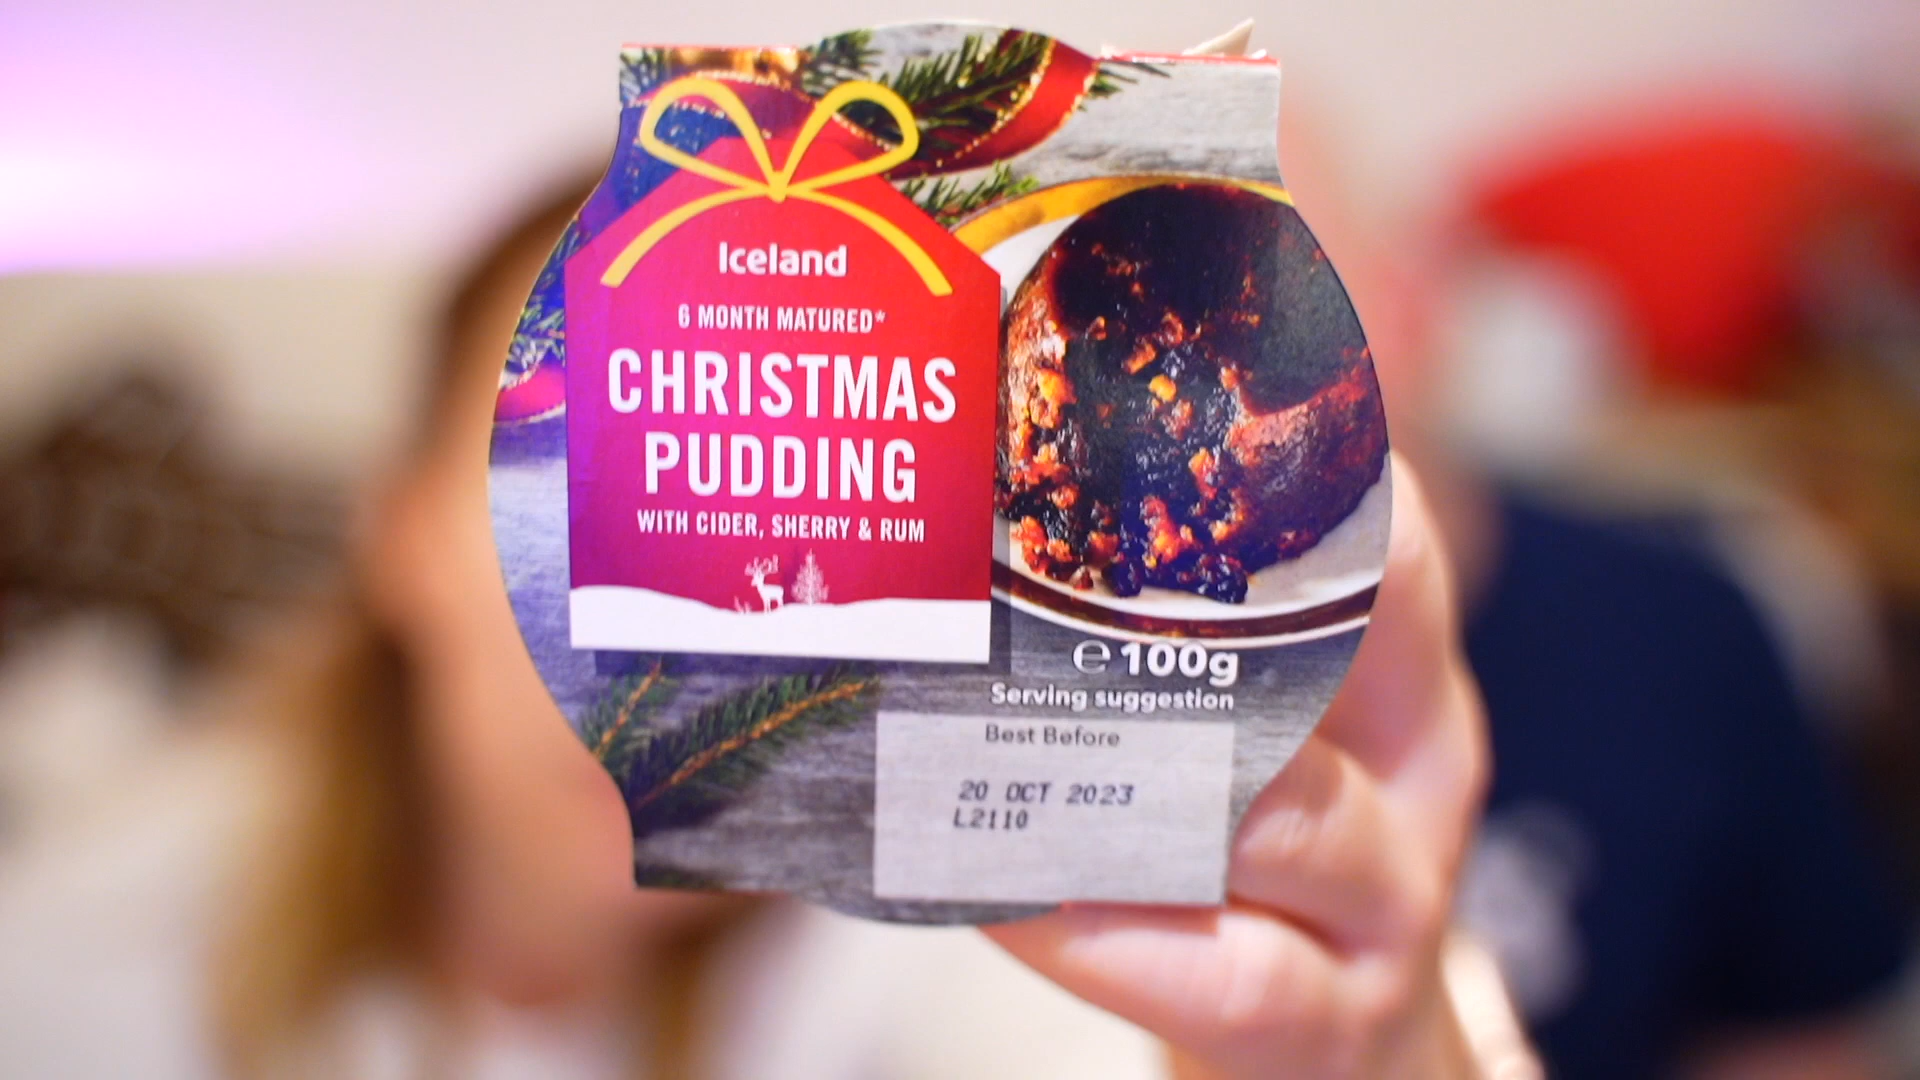 Iceland
6 MONTH MATURED*
CHRISTMAS
PUDDING
WITH CIDER, SHERRY & RUM
℮ 100g
Serving suggestion
Best Before
20 OCT 2023
L2110